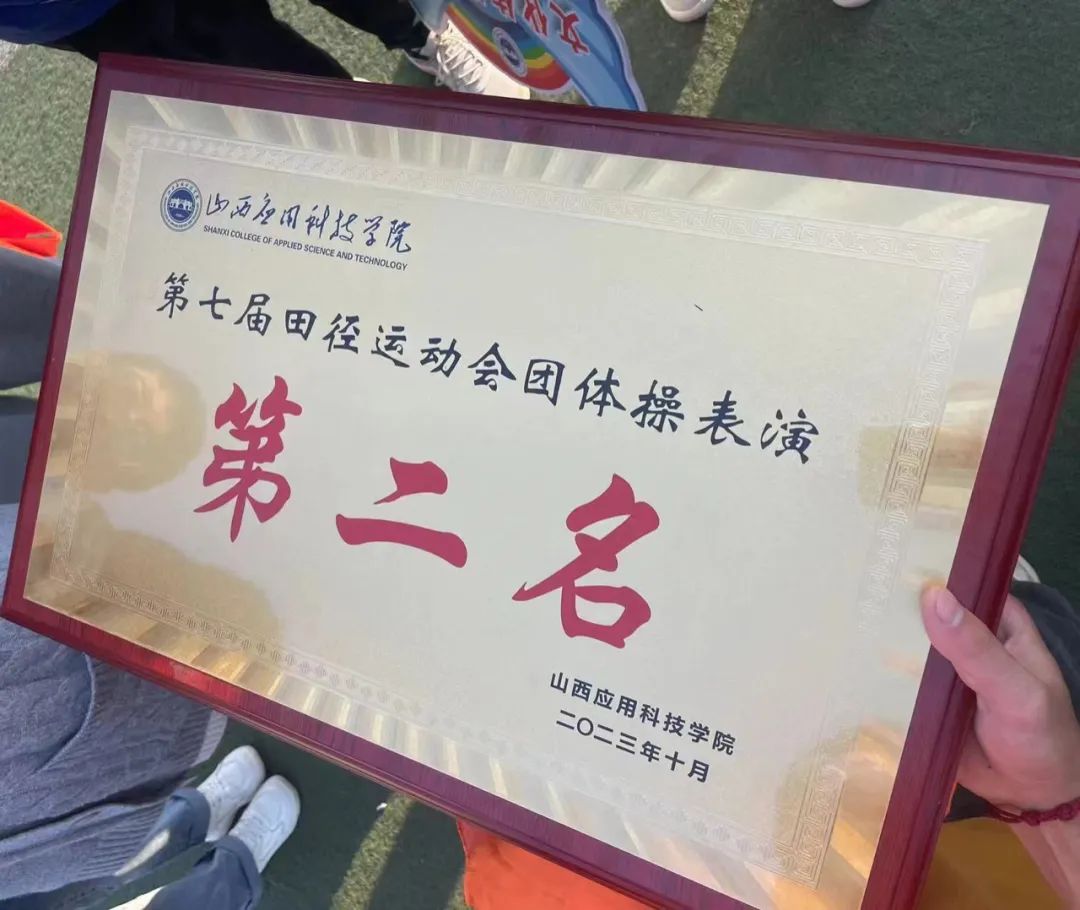 山西应用科技学院
SHANXI COLLEGE OF APPLIED SCIENCE AND TECHNOLOGY
第七届田径运动会团体操表演
第二名
山西应用科技学院
二〇二三年十月